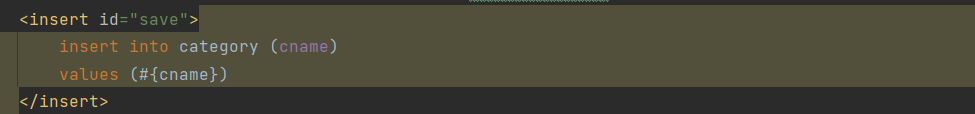 <insert id="save">
insert into category (cname)
values (#{cname})
</insert>